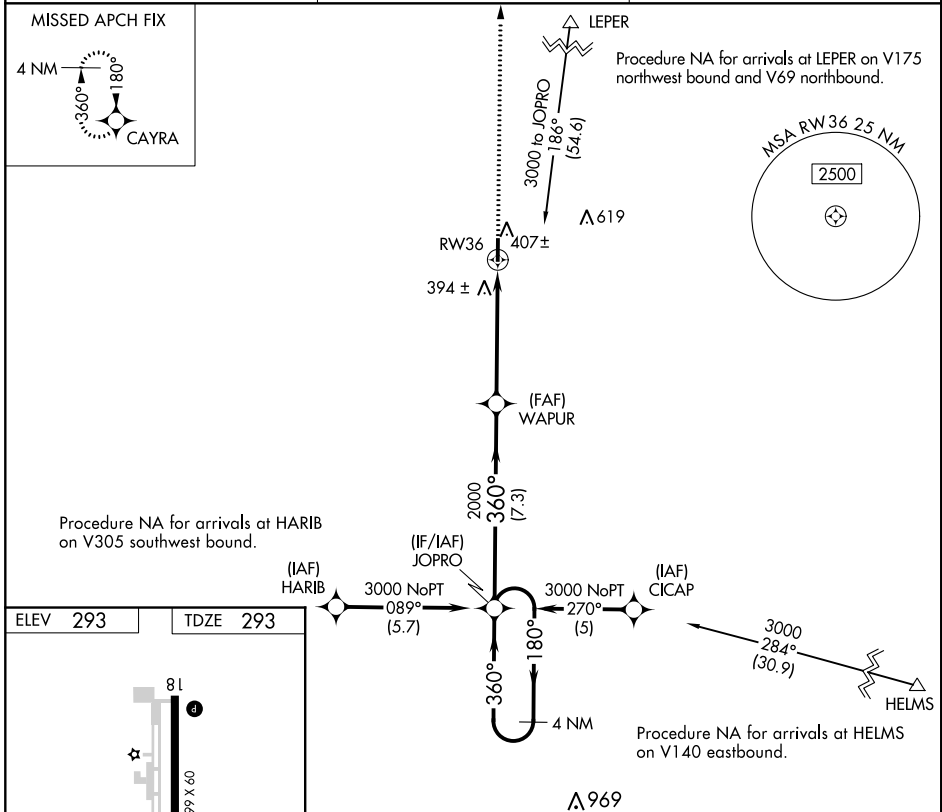 MISSED APCH FIX
4 NM
360°
180°
CAYRA
LEPER
3000 to JOPRO
186°
(54.6)
Procedure NA for arrivals at LEPER on V175
northwest bound and V69 northbound.
MSA RW36 25 NM
2500
619
407±
RW36
394 ±
(FAF)
WAPUR
2000
360°
(7.3)
Procedure NA for arrivals at HARIB
on V305 southwest bound.
(IF/IAF)
JOPRO
(IAF)
HARIB
3000 NoPT
089°
(5.7)
3000 NoPT
270°
(5)
(IAF)
CICAP
3000
284°
(30.9)
HELMS
360°
180°
4 NM
Procedure NA for arrivals at HELMS
on V140 eastbound.
969
ELEV 293
TDZE 293
18
P
99 X 60